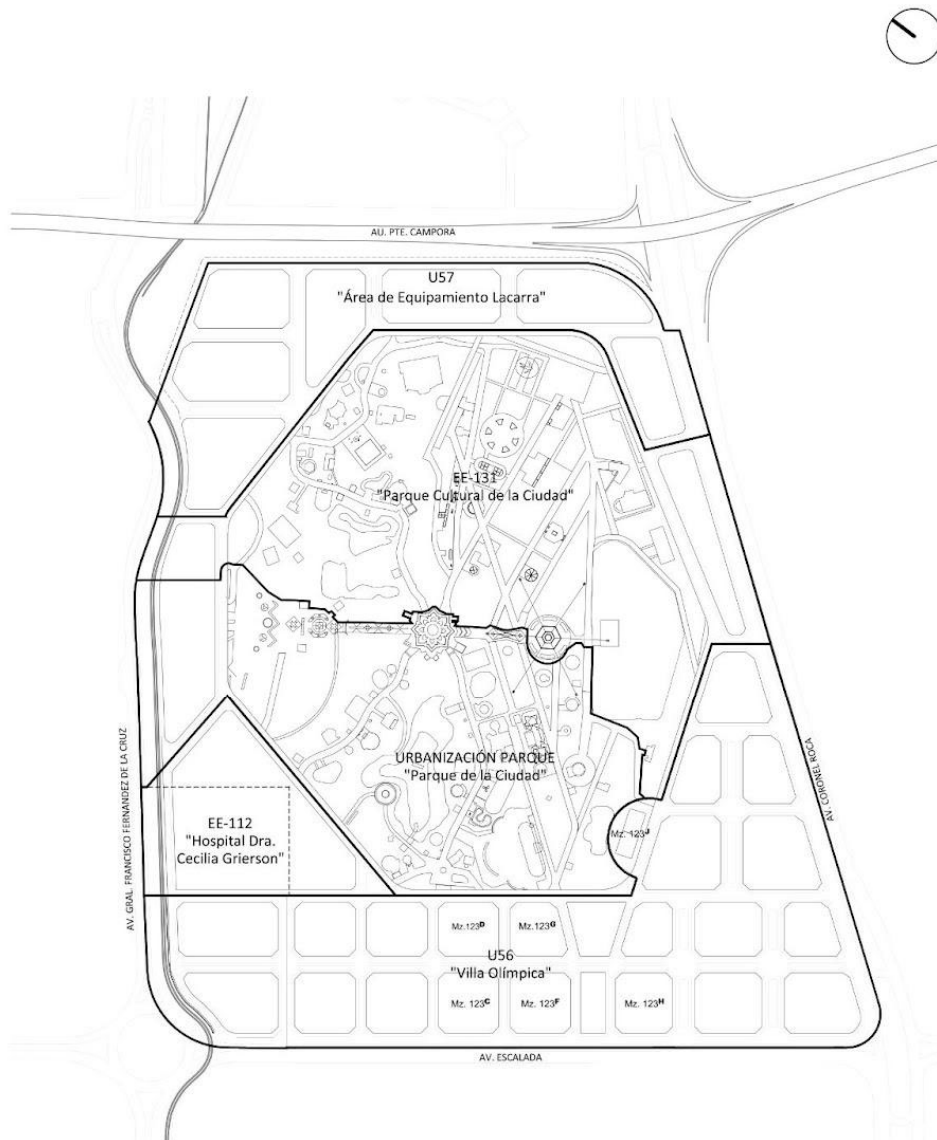 AU. PTE. CAMPORA
U57
"Área de Equipamiento Lacarra"
EE-131
"Parque Cultural de la Ciudad"
URBANIZACIÓN PARQUE
"Parque de la Ciudad"
AV. CORONEL ROCA
AV. GRAL. FRANCISCO FERNANDEZ DE LA CRUZ
EE-112
"Hospital Dra.
Cecilia Grierson"
Mz. 123J
Mz. 123D
Mz. 123G
U56
"Villa Olímpica"
Mz. 123C
Mz. 123F
Mz. 123H
AV. ESCALADA